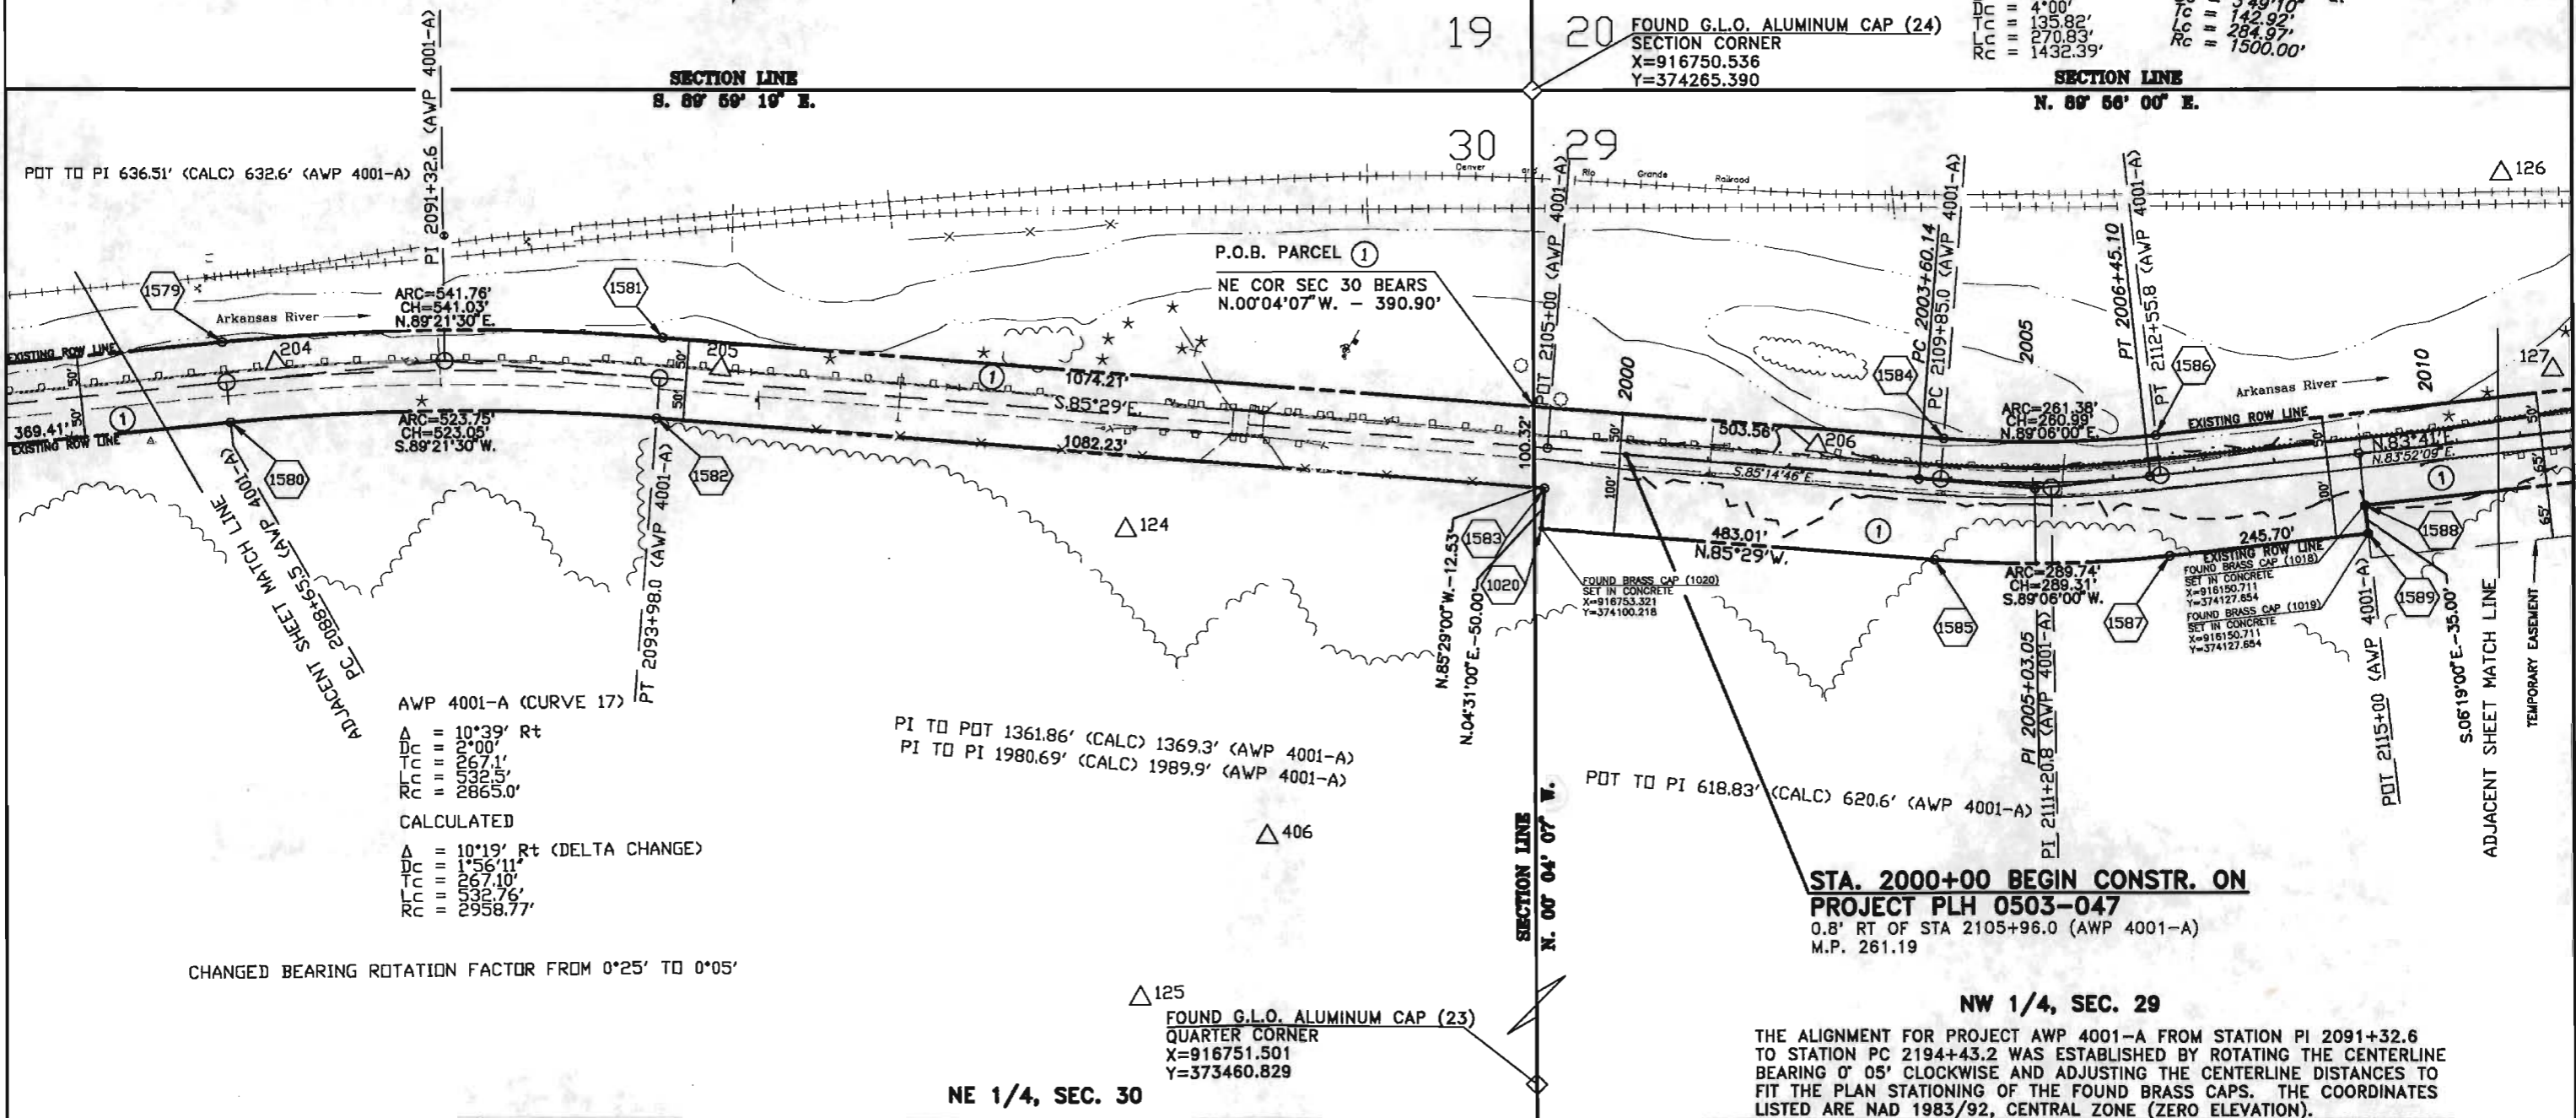 19
20
FOUND G.L.O. ALUMINUM CAP (24)
SECTION CORNER
X=916750.536
Y=374265.390
Dc = 4°00'
Tc = 135.82'
Lc = 270.83'
Rc = 1432.39'
Tc = 142.92'
Lc = 284.97'
Rc = 1500.00'
SECTION LINE
S. 89° 59' 19" E.
SECTION LINE
N. 89° 56' 00" E.
30
29
Denver
Rio
Grande
Railroad
POT TO PI 636.51' (CALC) 632.6' (AWP 4001-A)
PI 2091+32.6 (AWP 4001-A)
POT 2105+00 (AWP 4001-A)
PC 2003+60.14
PC 2109+85.0 (AWP 4001-A)
PT 2006+45.10
PT 2112+55.8 (AWP 4001-A)
126
P.O.B. PARCEL 1
NE COR SEC 30 BEARS
N.00°04'07"W. - 390.90'
1579
1581
ARC=541.76'
CH=541.03'
N.89°21'30"E.
Arkansas River
EXISTING ROW LINE
204
205
50'
50'
50'
50'
1
1
1074.21'
S.85°29'E.
1082.23'
369.41'
EXISTING ROW LINE
ARC=523.75'
CH=523.05'
S.89°21'30"W.
1580
1582
2000
2005
2010
1584
1586
Arkansas River
127
ARC=261.38'
CH=260.99'
N.89°06'00"E.
EXISTING ROW LINE
50'
503.56'
206
S.85°14'46"E.
100.32'
100'
50'
100'
N.83°41'E.
N.83°52'09"E.
50'
65'
65'
1
1
483.01'
N.85°29'W.
245.70'
EXISTING ROW LINE
1583
1020
1585
1587
1588
1589
N.85°29'00"W.-12.53'
N.04°31'00"E.-50.00'
FOUND BRASS CAP (1020)
SET IN CONCRETE
X=916753.321
Y=374100.218
ARC=289.74'
CH=289.31'
S.89°06'00"W.
FOUND BRASS CAP (1018)
SET IN CONCRETE
X=916150.711
Y=374127.654
FOUND BRASS CAP (1019)
SET IN CONCRETE
X=916150.711
Y=374127.654
124
ADJACENT SHEET MATCH LINE
PC 2088+65.5 (AWP 4001-A)
PT 2093+98.0 (AWP 4001-A)
PI 2005+03.05
PI 2111+20.8 (AWP 4001-A)
POT 2115+00 (AWP 4001-A)
S.06°19'00"E.-35.00'
ADJACENT SHEET MATCH LINE
TEMPORARY EASEMENT
AWP 4001-A (CURVE 17)
Δ = 10°39' Rt
Dc = 2°00'
Tc = 267.1'
Lc = 532.5'
Rc = 2865.0'
CALCULATED
Δ = 10°19' Rt (DELTA CHANGE)
Dc = 1°56'11"
Tc = 267.10'
Lc = 532.76'
Rc = 2958.77'
PI TO POT 1361.86' (CALC) 1369.3' (AWP 4001-A)
PI TO PI 1980.69' (CALC) 1989.9' (AWP 4001-A)
POT TO PI 618.83' (CALC) 620.6' (AWP 4001-A)
406
SECTION LINE
N. 00° 04' 07" W.
STA. 2000+00 BEGIN CONSTR. ON
PROJECT PLH 0503-047
0.8' RT OF STA 2105+96.0 (AWP 4001-A)
M.P. 261.19
CHANGED BEARING ROTATION FACTOR FROM 0°25' TO 0°05'
125
FOUND G.L.O. ALUMINUM CAP (23)
QUARTER CORNER
X=916751.501
Y=373460.829
NE 1/4, SEC. 30
NW 1/4, SEC. 29
THE ALIGNMENT FOR PROJECT AWP 4001-A FROM STATION PI 2091+32.6
TO STATION PC 2194+43.2 WAS ESTABLISHED BY ROTATING THE CENTERLINE
BEARING 0° 05' CLOCKWISE AND ADJUSTING THE CENTERLINE DISTANCES TO
FIT THE PLAN STATIONING OF THE FOUND BRASS CAPS. THE COORDINATES
LISTED ARE NAD 1983/92, CENTRAL ZONE (ZERO ELEVATION).